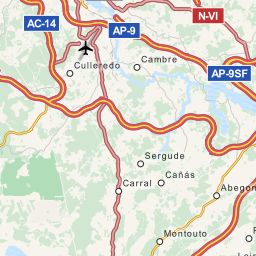 N-VI
AC-14
AP-9
Culleredo
Cambre
AP-9SF
Sergude
Carral
Cañás
Abegon
Montouto